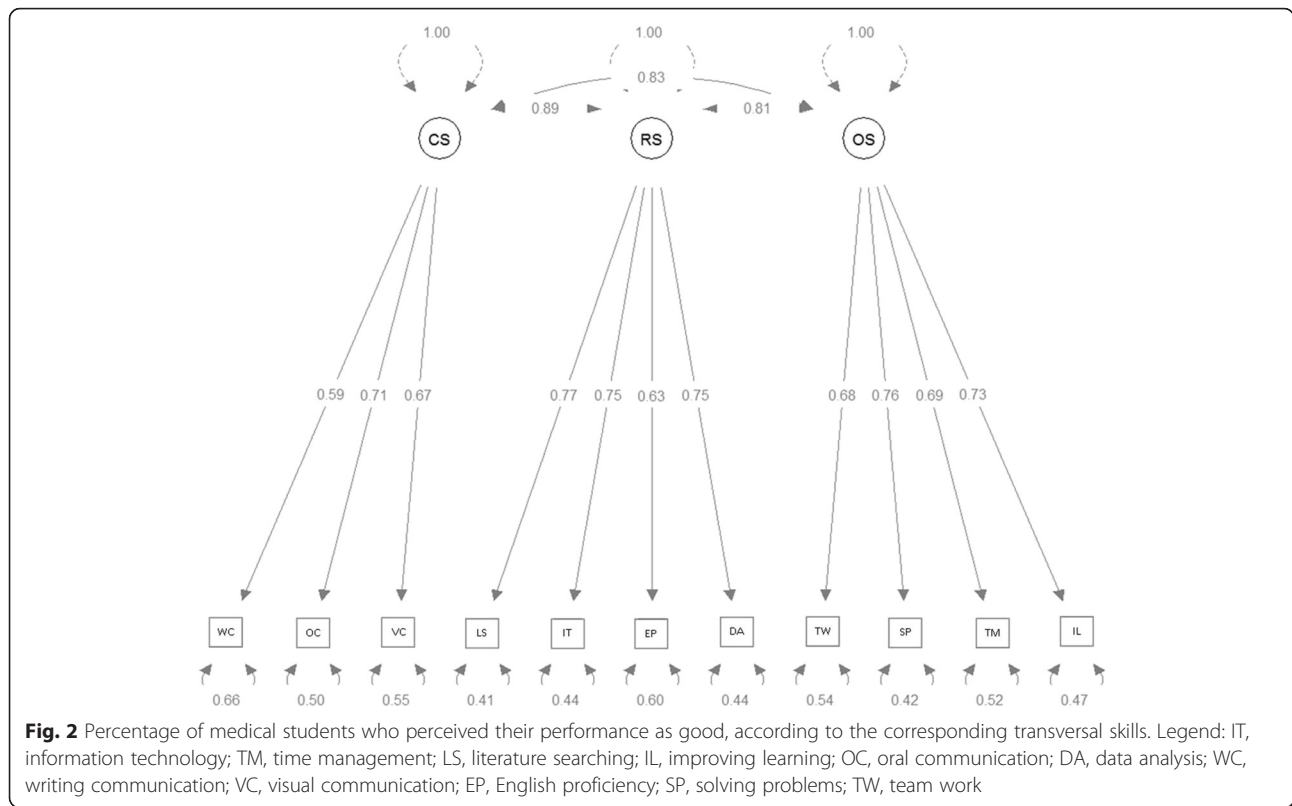 1.00 1.00 1.00
0.83
0.89 0.81
CS RS OS
0.59 0.71 0.67 0.77 0.75 0.63 0.75 0.68 0.76 0.69 0.73
WC OC VC LS IT EP DA TW SP TM IL
0.66 0.50 0.55 0.41 0.44 0.60 0.44 0.54 0.42 0.52 0.47
Fig. 2 Percentage of medical students who perceived their performance as good, according to the corresponding transversal skills. Legend: IT,
information technology; TM, time management; LS, literature searching; IL, improving learning; OC, oral communication; DA, data analysis; WC,
writing communication; VC, visual communication; EP, English proficiency; SP, solving problems; TW, team work